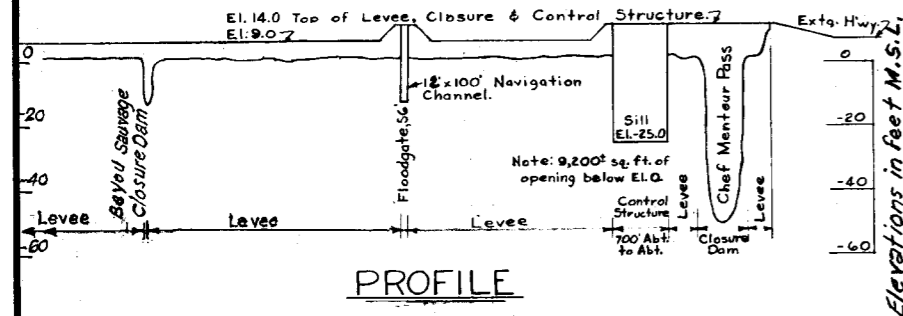 El. 14.0 Top of Levee, Closure & Control Structure.
El. 9.0
Extg. H'wy.
0
-20
-40
-60
Bayou Sauvage
Closure Dam
Floodgate, 56'
12'x100' Navigation
Channel.
Sill
El.-25.0
Note: 9,200± sq. ft. of
opening below El. 0.
Chef Menteur Pass
0
-20
-40
-60
Elevations in feet M.S.L.
Levee
Levee
Levee
Control
Structure
700' Abt.
to Abt.
Levee
Closure
Dam
Levee
PROFILE